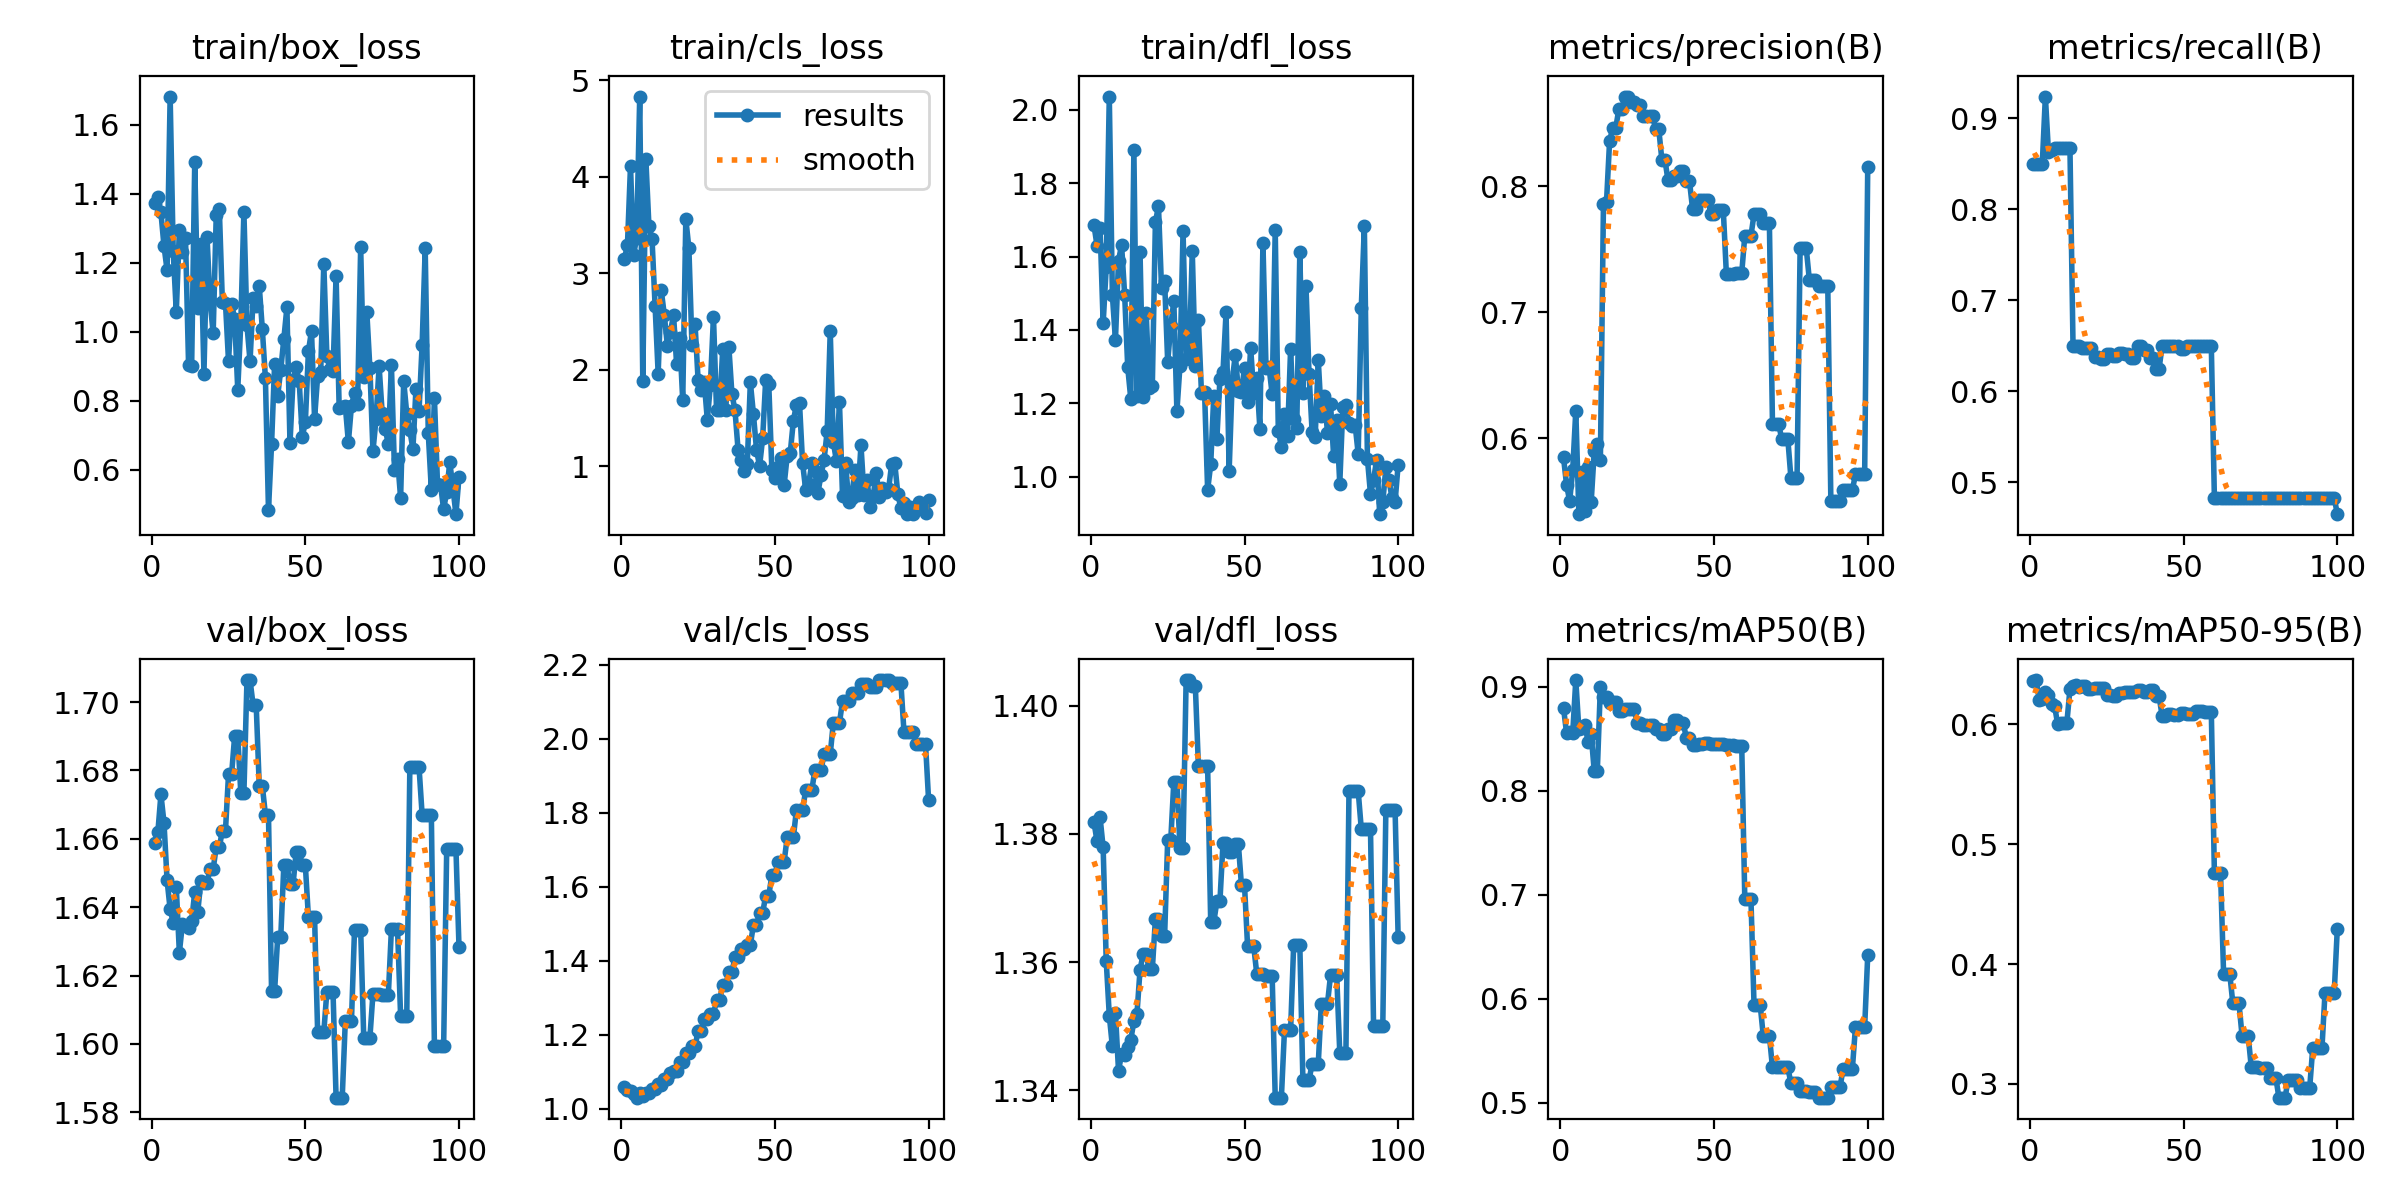 train/box_loss
1.6
1.4
1.2
1.0
0.8
0.6
0 50 100
train/cls_loss
results
smooth
5
4
3
2
1
0 50 100
train/dfl_loss
2.0
1.8
1.6
1.4
1.2
1.0
0 50 100
metrics/precision(B)
0.8
0.7
0.6
0 50 100
metrics/recall(B)
0.9
0.8
0.7
0.6
0.5
0 50 100
val/box_loss
1.70
1.68
1.66
1.64
1.62
1.60
1.58
0 50 100
val/cls_loss
2.2
2.0
1.8
1.6
1.4
1.2
1.0
0 50 100
val/dfl_loss
1.40
1.38
1.36
1.34
0 50 100
metrics/mAP50(B)
0.9
0.8
0.7
0.6
0.5
0 50 100
metrics/mAP50-95(B)
0.6
0.5
0.4
0.3
0 50 100